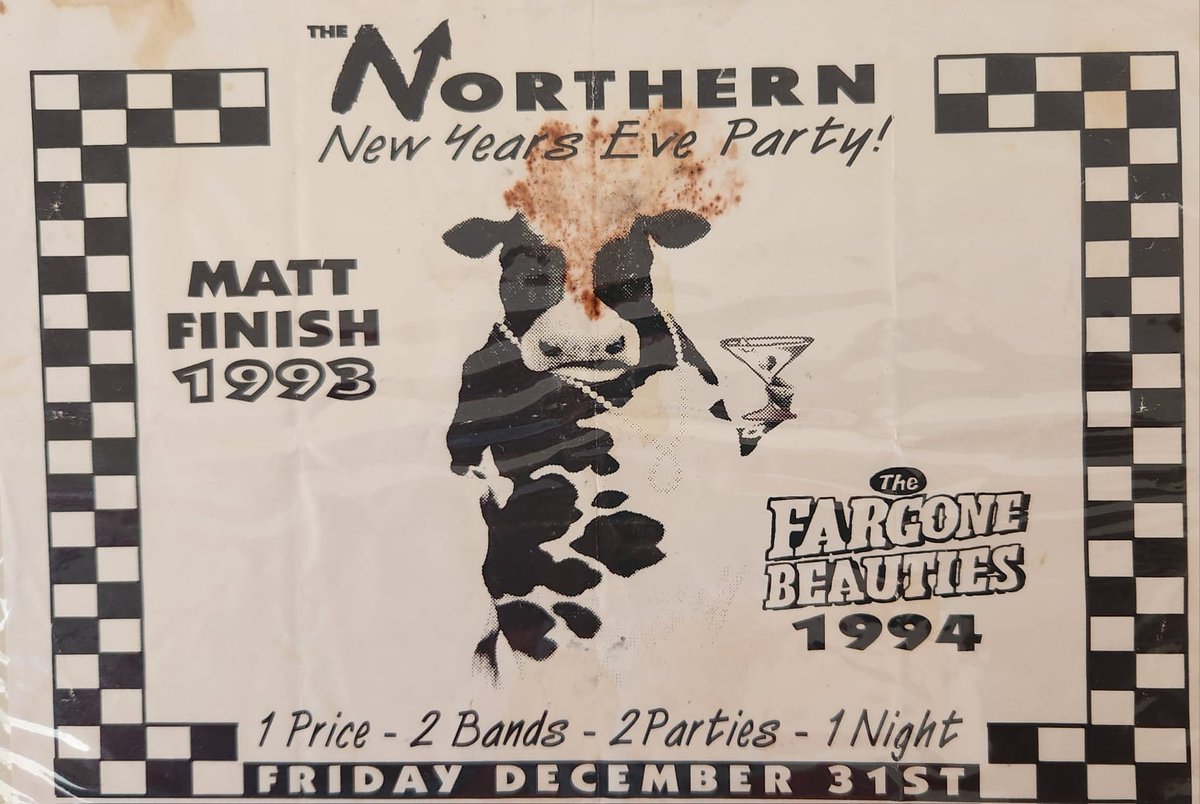 THE NORTHERN
New Years Eve Party!
MATT
FINISH
1993
The
FARGONE
BEAUTIES
1994
1 Price - 2 Bands - 2 Parties - 1 Night
FRIDAY DECEMBER 31ST